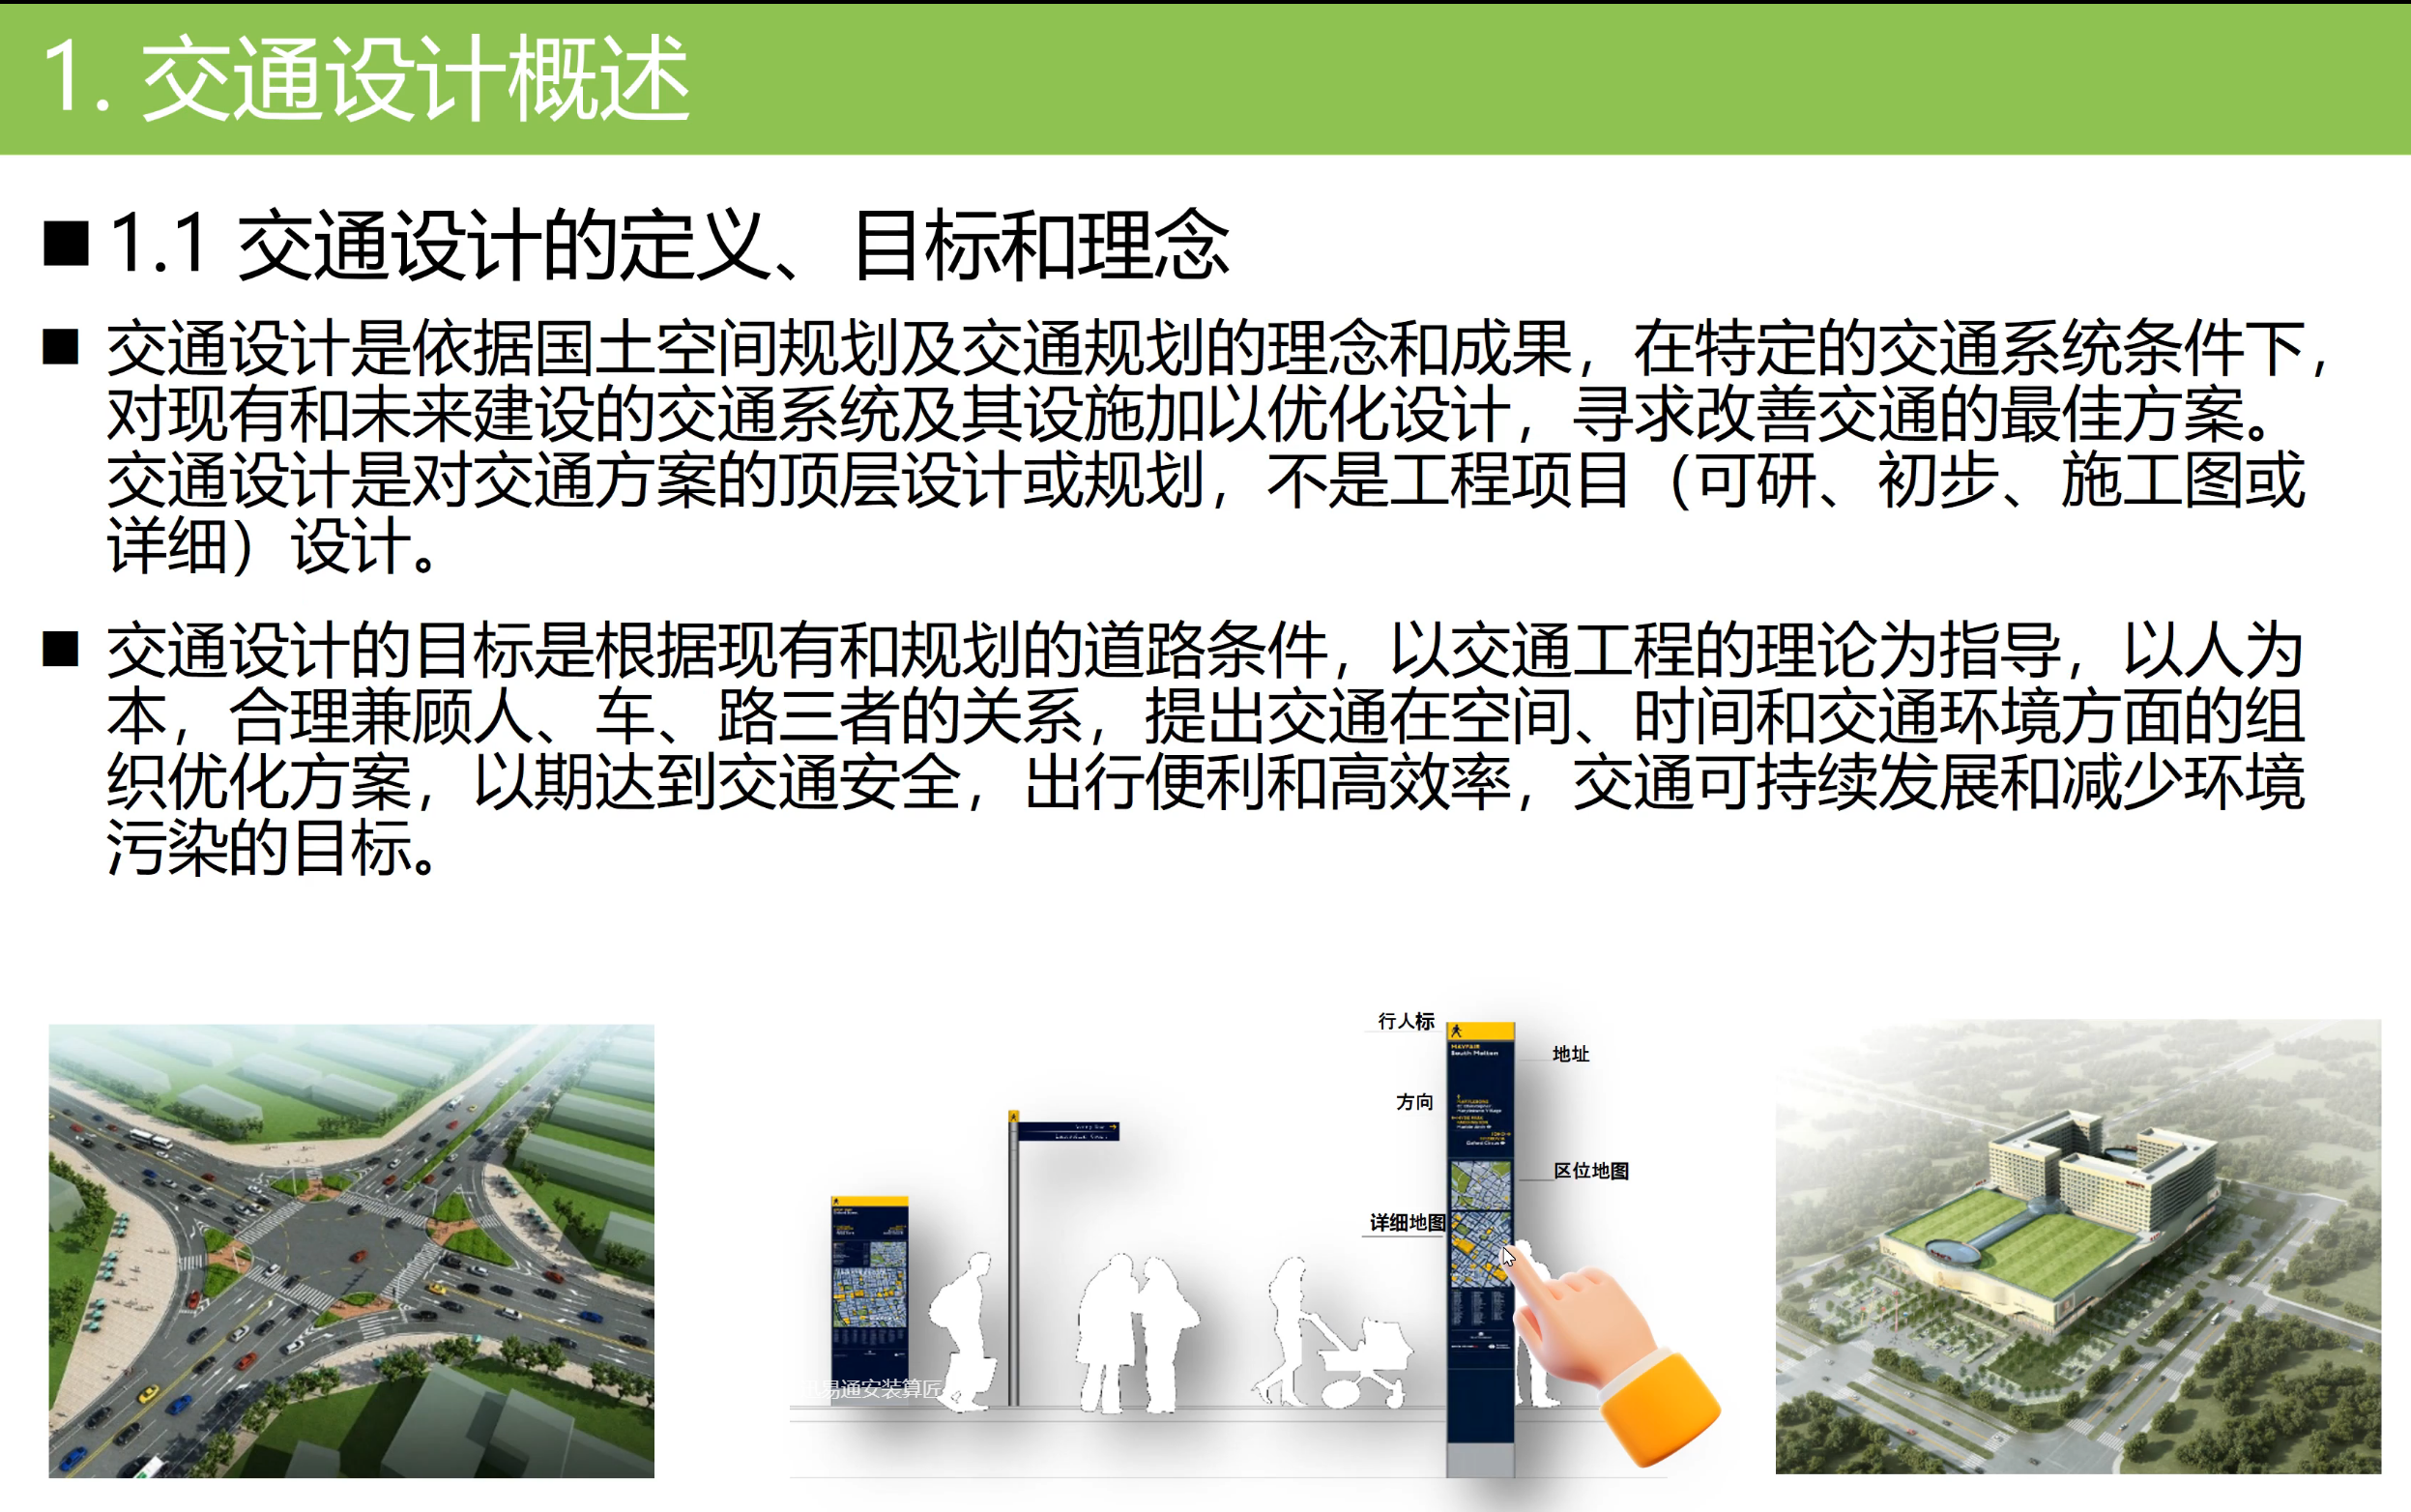 1. 交通设计概述
1.1 交通设计的定义、目标和理念
交通设计是依据国土空间规划及交通规划的理念和成果，在特定的交通系统条件下，
对现有和未来建设的交通系统及其设施加以优化设计，寻求改善交通的最佳方案。
交通设计是对交通方案的顶层设计或规划，不是工程项目（可研、初步、施工图或
详细）设计。
交通设计的目标是根据现有和规划的道路条件，以交通工程的理论为指导，以人为
本，合理兼顾人、车、路三者的关系，提出交通在空间、时间和交通环境方面的组
织优化方案，以期达到交通安全，出行便利和高效率，交通可持续发展和减少环境
污染的目标。
行人标
地址
方向
区位地图
详细地图
MAYFAIR
South Molton
易通安装算匠